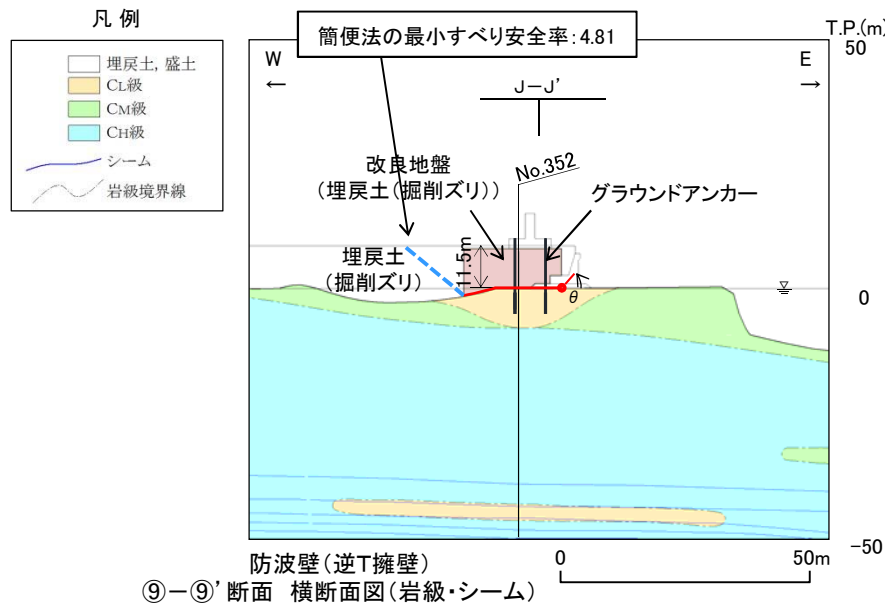 凡 例
埋戻土, 盛土
CL級
CM級
CH級
シーム
岩級境界線
簡便法の最小すべり安全率:4.81
T.P.(m)
50
W
←
E
→
J-J'
No.352
改良地盤
(埋戻土(掘削ズリ))
グラウンドアンカー
埋戻土
(掘削ズリ)
11.5m
θ
0
-50
防波壁(逆T擁壁)
0
50m
⑨-⑨'断面 横断面図(岩級・シーム)